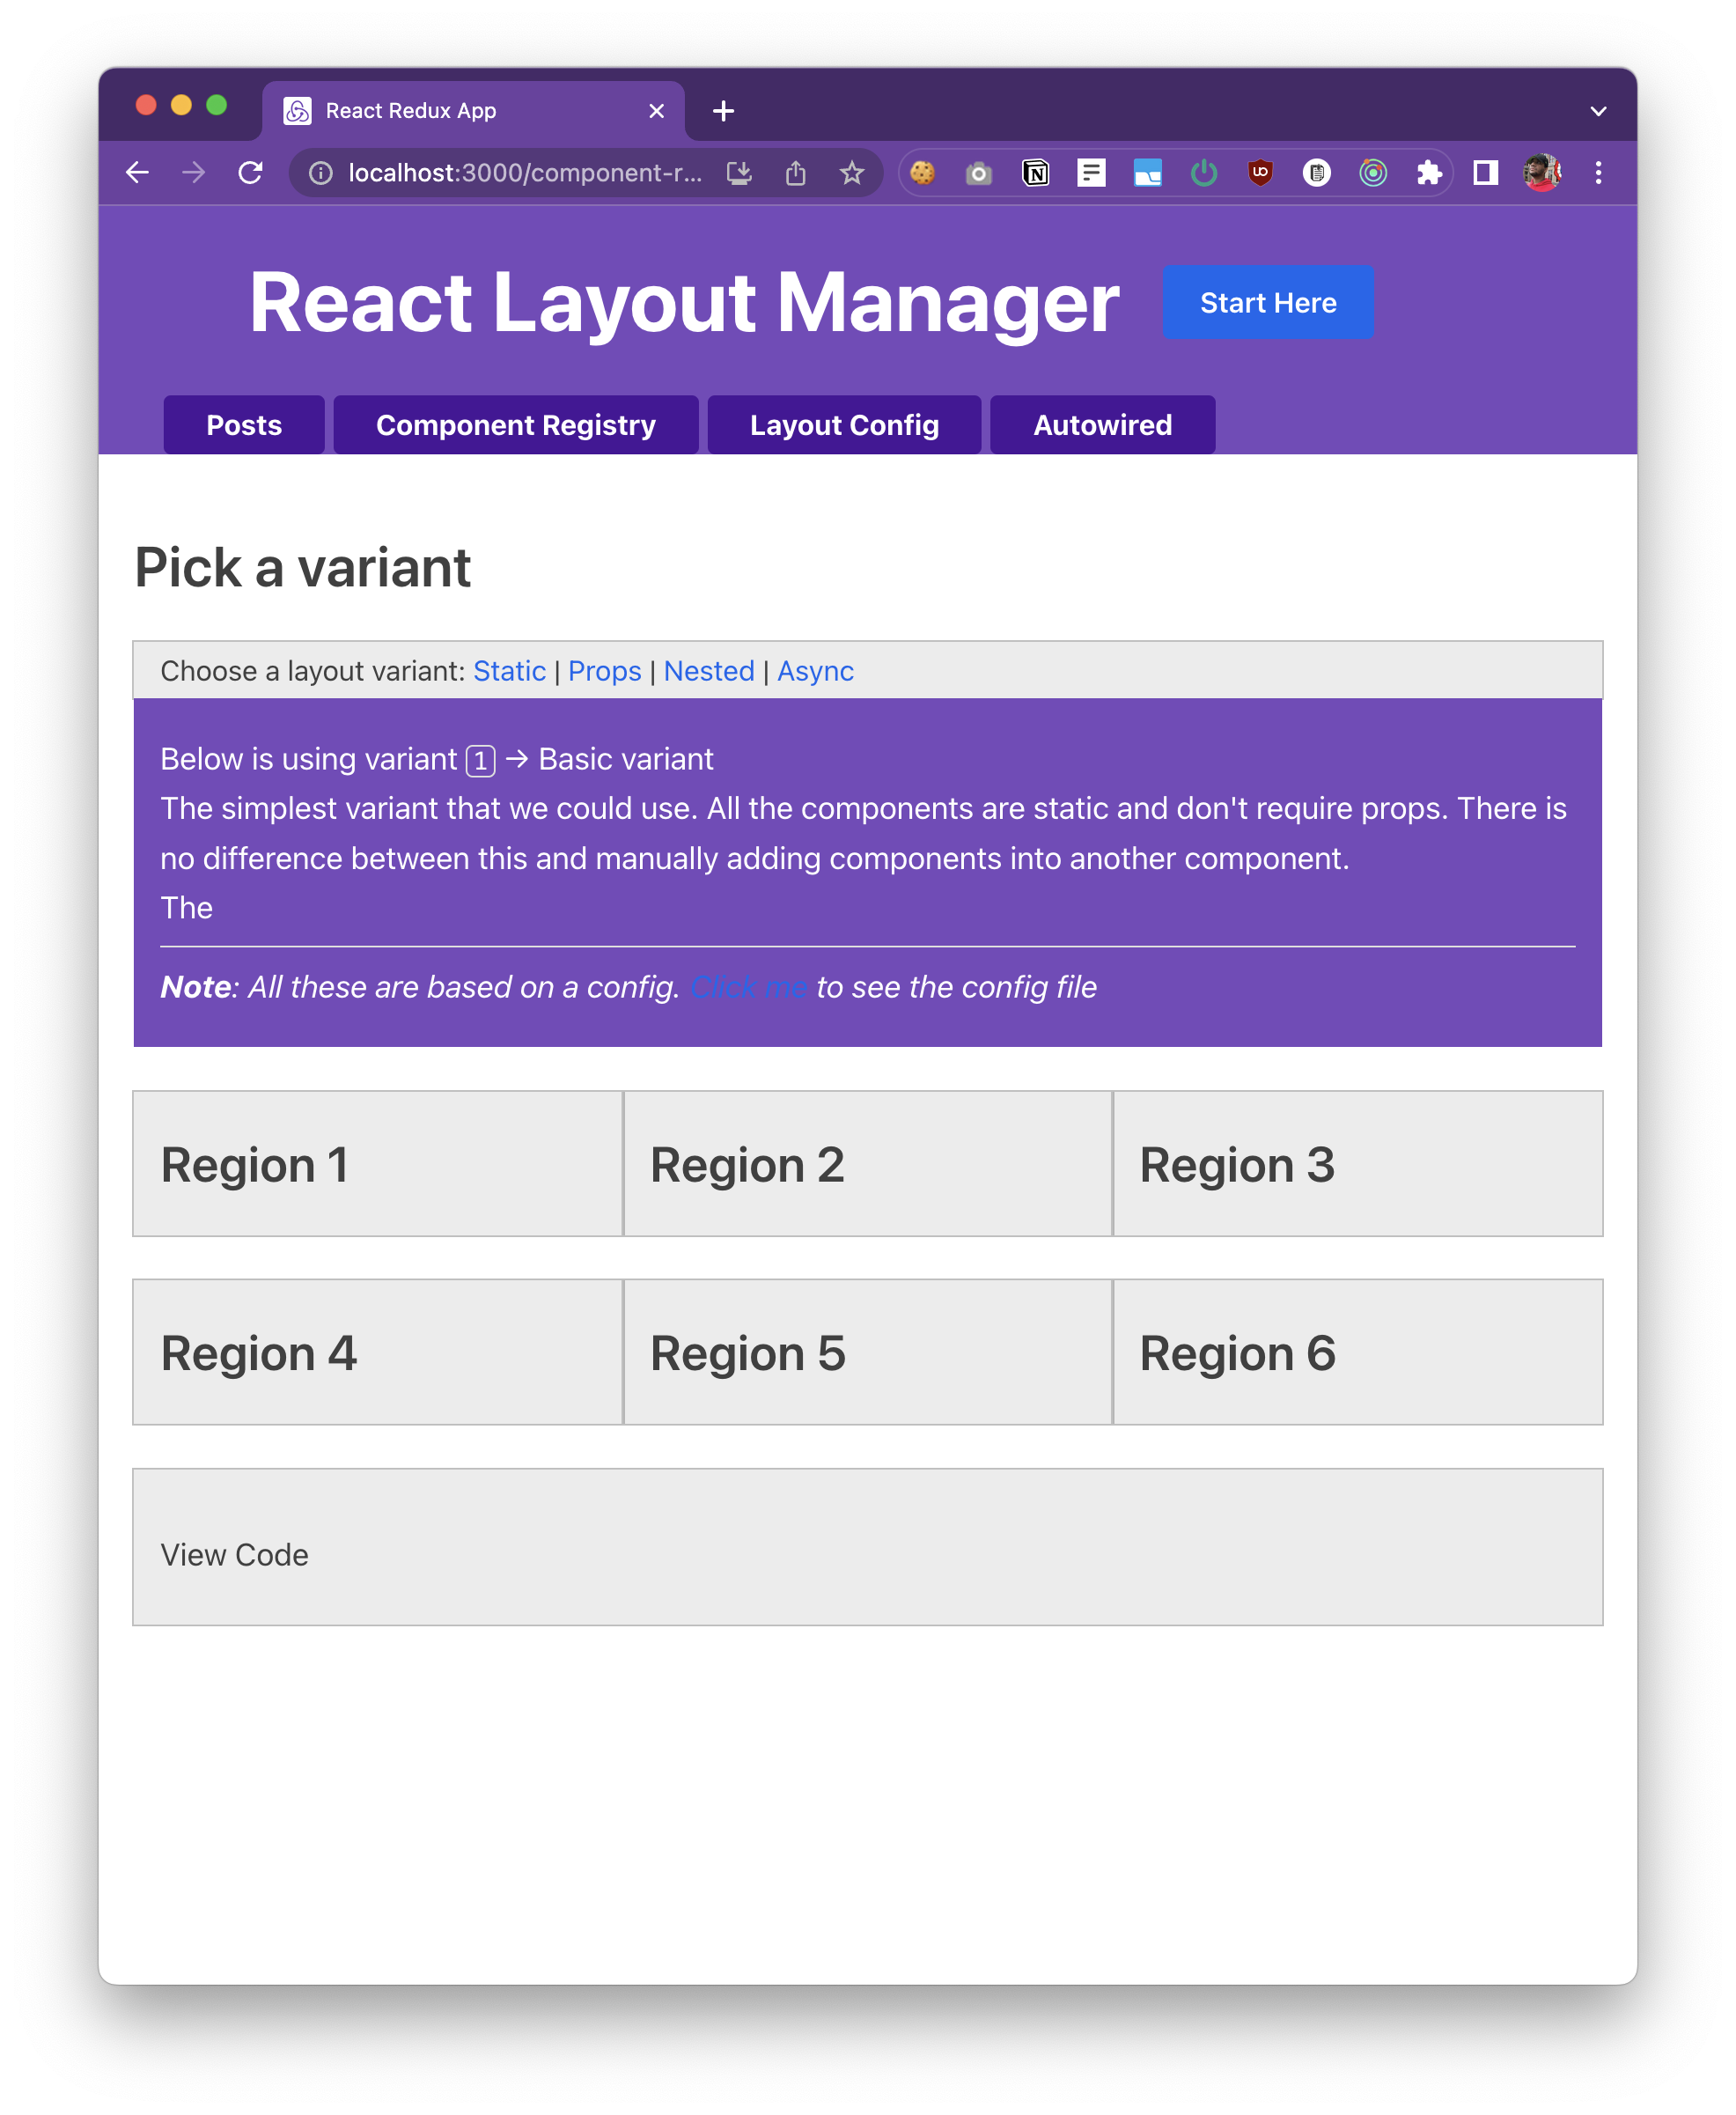 React Redux App
localhost:3000/component-r...
React Layout Manager
Start Here
Posts
Component Registry
Layout Config
Autowired
Pick a variant
Choose a layout variant: Static | Props | Nested | Async
Below is using variant 1 → Basic variant
The simplest variant that we could use. All the components are static and don't require props. There is
no difference between this and manually adding components into another component.
The
Note: All these are based on a config. Click me to see the config file
Region 1
Region 2
Region 3
Region 4
Region 5
Region 6
View Code